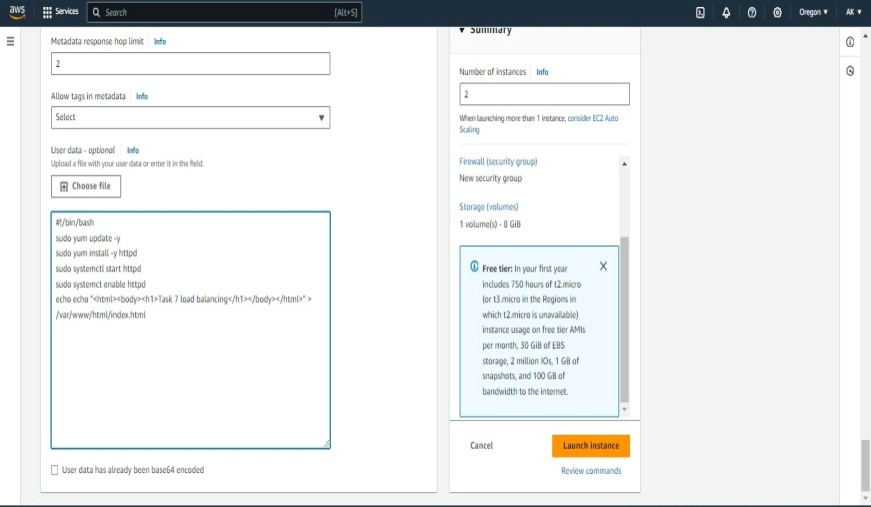 aws
Services
Search
[Alt+S]
Oregon
AK
Metadata response hop limit | Info
2
Allow tags in metadata | Info
Select
User data - optional | Info
Upload a file with your user data or enter it in the field.
Choose file
#!/bin/bash
sudo yum update -y
sudo yum install -y httpd
sudo systemctl start httpd
sudo systemct enable httpd
echo echo "<html><body><h1>Task 7 load balancing</h1></body></html>" >
/var/www/html/index.html
User data has already been base64 encoded
Summary
Number of instances | Info
2
When launching more than 1 instance, consider EC2 Auto
Scaling
Firewall (security group)
New security group
Storage (volumes)
1 volume(s) - 8 GiB
Free tier: In your first year
includes 750 hours of t2.micro
(or t3.micro in the Regions in
which t2.micro is unavailable)
instance usage on free tier AMIs
per month, 30 GiB of EBS
storage, 2 million IOs, 1 GB of
snapshots, and 100 GB of
bandwidth to the internet.
Cancel
Launch instance
Review commands